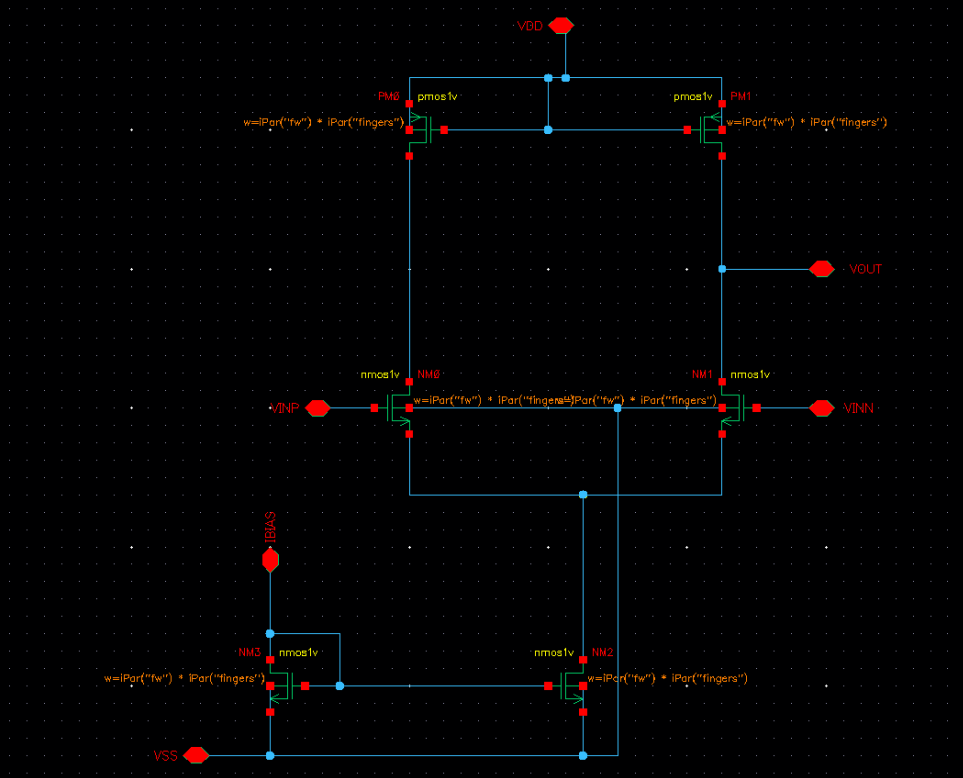 VDD
PM0 pmos1v pmos1v PM1
w=iPar("fw") * iPar("fingers") w=iPar("fw") * iPar("fingers")
VOUT
nmos1v NM0 NM1 nmos1v
w=iPar("fw") * iPar("fingers") w=iPar("fw") * iPar("fingers")
VINP VINN
IBIAS
NM3 nmos1v nmos1v NM2
w=iPar("fw") * iPar("fingers") w=iPar("fw") * iPar("fingers")
VSS